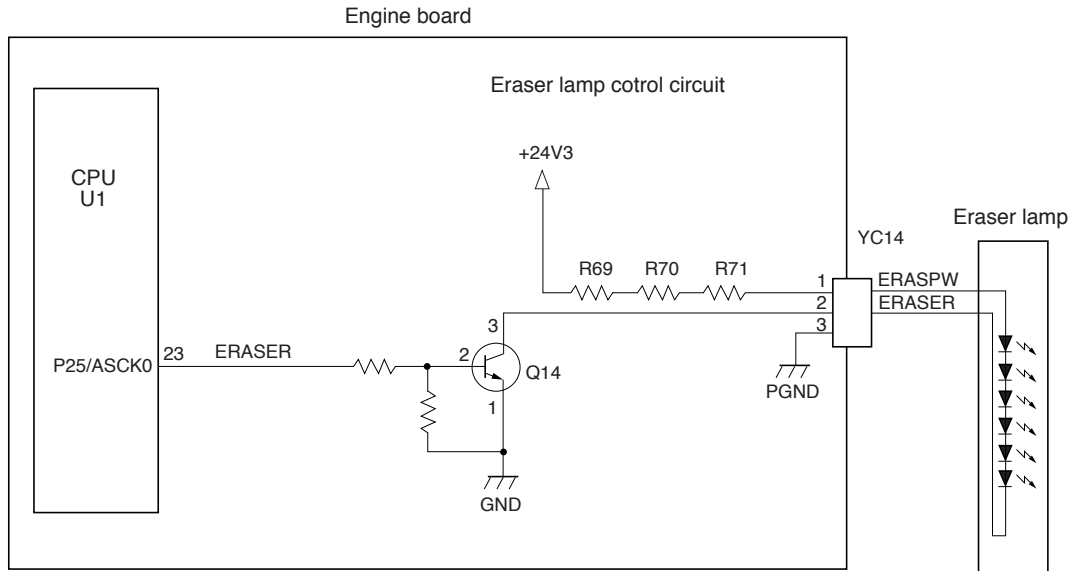 Engine board
Eraser lamp cotrol circuit
+24V3
CPU
U1
Eraser lamp
YC14
R69 R70 R71
1 ERASPW
2 ERASER
3
3
P25/ASCK0 23 ERASER
2
Q14
1
PGND
GND